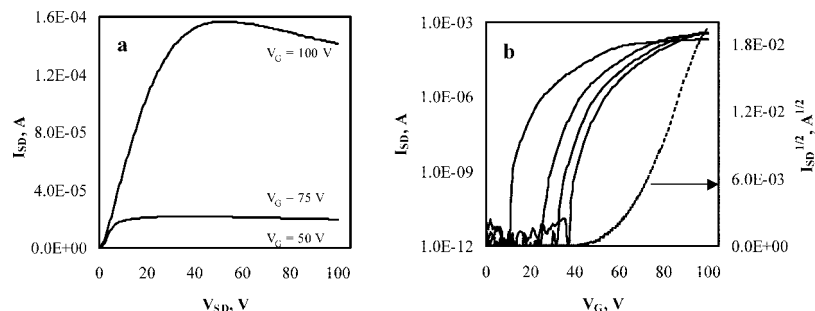 1.6E-04
1.2E-04
8.0E-05
4.0E-05
0.0E+00
I_SD, A
a
V_G = 100 V
V_G – 75 V
V_G = 50 V
0 20 40 60 80 100
V_SD, V
1.0E-03
1.0E-06
1.0E-09
1.0E-12
I_SD, A
b
1.8E-02
1.2E-02
6.0E-03
0.0E+00
I_SD^1/2, A^1/2
0 20 40 60 80 100
V_G, V